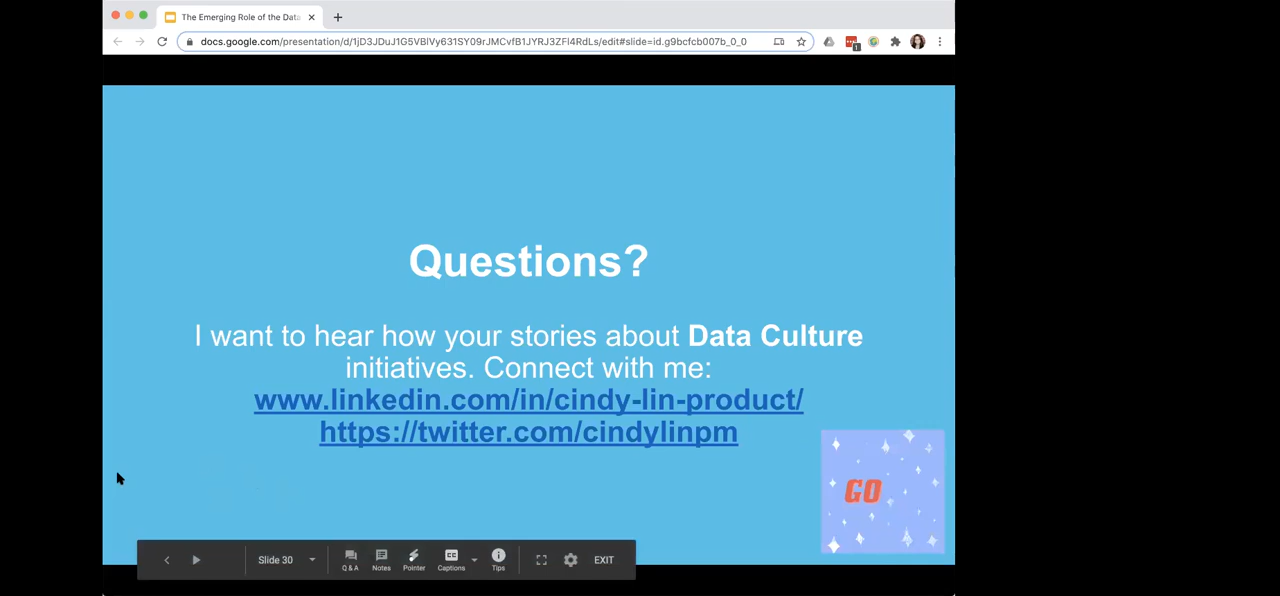 The Emerging Role of the Data
docs.google.com/presentation/d/1jD3JDuJ1G5VBlVy631SY09rJMCvfB1JYRJ3ZFl4RdLs/edit#slide=id.g9bcfcb007b_0_0
1
Questions?
I want to hear how your stories about Data Culture
initiatives. Connect with me:
www.linkedin.com/in/cindy-lin-product/
https://twitter.com/cindylinpm
GO
Slide 30
CC
Q & A Notes Pointer Captions Tips EXIT